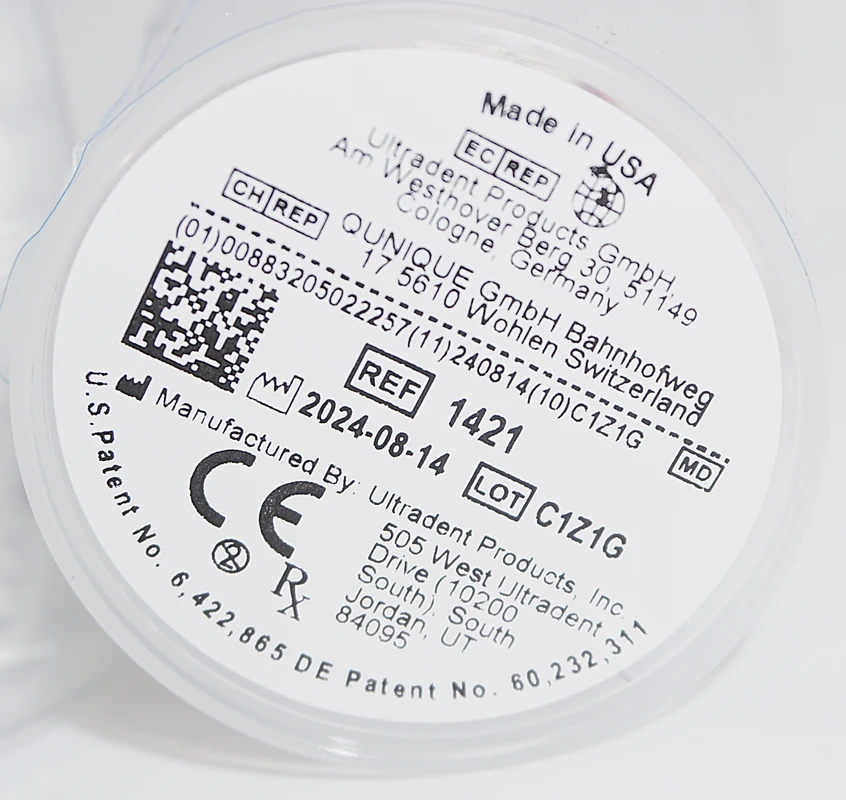 Made in USA
EC REP
Ultradent Products GmbH,
Am Westhover Berg 30, 51149
Cologne, Germany
CH REP
QUNIQUE GmbH Bahnhofweg
17 5610 Wohlen Switzerland
(01)00883205022257(11)240814(10)C1Z1G
REF 1421
MD
2024-08-14
LOT C1Z1G
Manufactured By: Ultradent Products, Inc.
505 West Ultradent
Drive (10200
South), South
Jordan, UT
84095
CE
2
Rx
U.S.Patent No. 6,422,865 DE Patent No. 60,232,311